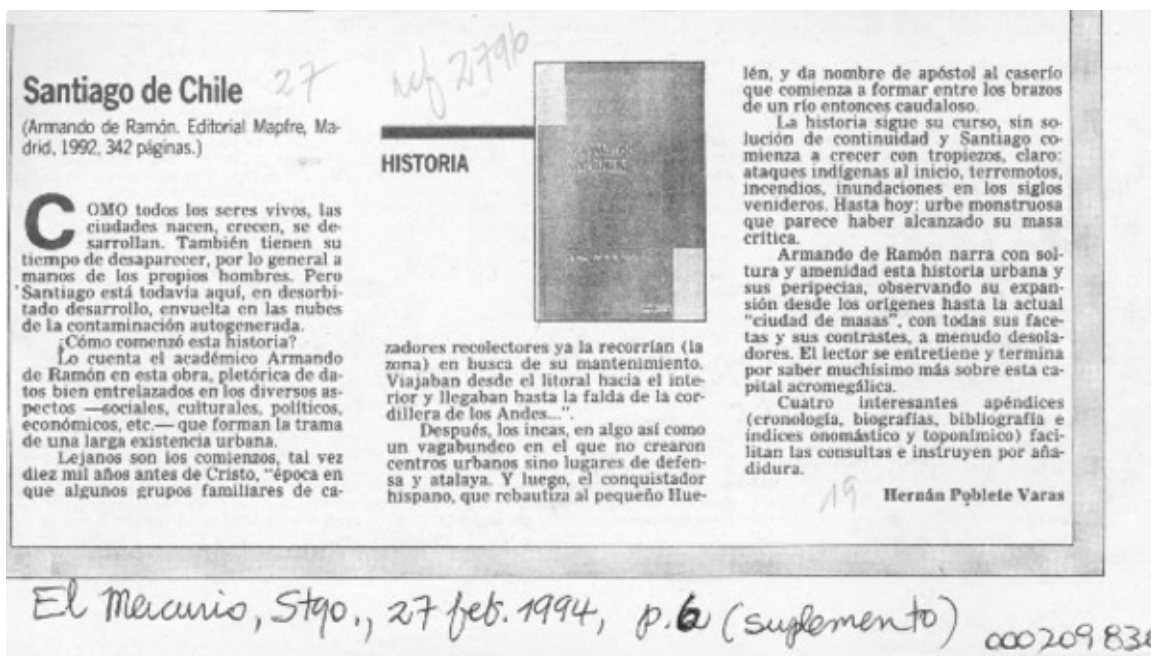 Santiago de Chile
27
ref 279b
(Armando de Ramón. Editorial Mapfre, Ma-
drid, 1992, 342 páginas.)
HISTORIA
COMO todos los seres vivos, las
ciudades nacen, crecen, se de-
sarrollan. También tienen su
tiempo de desaparecer, por lo general a
manos de los propios hombres. Pero
Santiago está todavía aquí, en desorbi-
tado desarrollo, envuelta en las nubes
de la contaminación autogenerada.
¿Cómo comenzó esta historia?
Lo cuenta el académico Armando
de Ramón en esta obra, pletórica de da-
tos bien entrelazados en los diversos as-
pectos —sociales, culturales, políticos,
económicos, etc.— que forman la trama
de una larga existencia urbana.
Lejanos son los comienzos, tal vez
diez mil años antes de Cristo, “época en
que algunos grupos familiares de ca-
zadores recolectores ya la recorrían (la
zona) en busca de su mantenimiento.
Viajaban desde el litoral hacia el inte-
rior y llegaban hasta la falda de la cor-
dillera de los Andes...”.
Después, los incas, en algo así como
un vagabundeo en el que no crearon
centros urbanos sino lugares de defen-
sa y atalaya. Y luego, el conquistador
hispano, que rebautiza al pequeño Hue-
lén, y da nombre de apóstol al caserío
que comienza a formar entre los brazos
de un río entonces caudaloso.
La historia sigue su curso, sin so-
lución de continuidad y Santiago co-
mienza a crecer con tropiezos, claro:
ataques indígenas al inicio, terremotos,
incendios, inundaciones en los siglos
venideros. Hasta hoy: urbe monstruosa
que parece haber alcanzado su masa
crítica.
Armando de Ramón narra con sol-
tura y amenidad esta historia urbana y
sus peripecias, observando su expan-
sión desde los orígenes hasta la actual
“ciudad de masas”, con todas sus face-
tas y sus contrastes, a menudo desola-
dores. El lector se entretiene y termina
por saber muchísimo más sobre esta ca-
pital acromegálica.
Cuatro interesantes apéndices
(cronología, biografías, bibliografía e
índices onomástico y toponímico) faci-
litan las consultas e instruyen por aña-
didura.
19
Hernán Poblete Varas
El Mercurio, Stgo., 27 feb. 1994, p. 6 (suplemento)